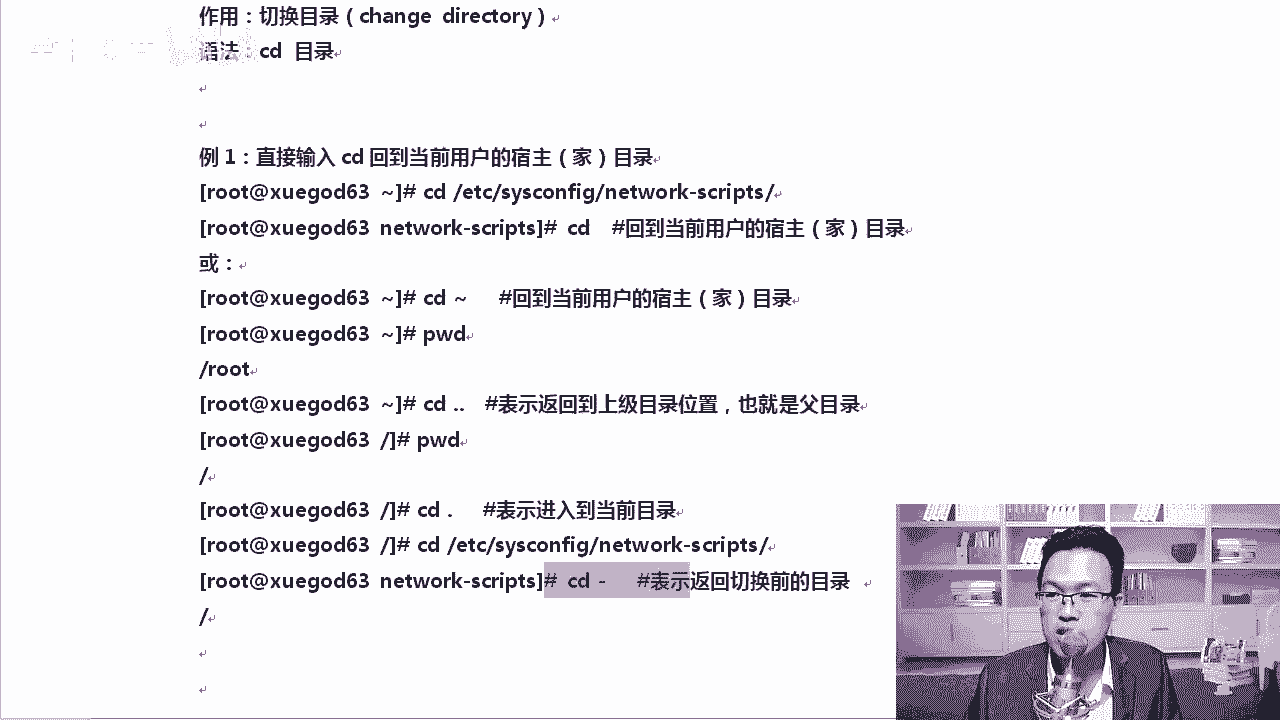 作用：切换目录（change directory）
语法：cd 目录
例 1：直接输入 cd 回到当前用户的宿主（家）目录
[root@xuegod63 ~]# cd /etc/sysconfig/network-scripts/
[root@xuegod63 network-scripts]# cd #回到当前用户的宿主（家）目录
或：
[root@xuegod63 ~]# cd ~ #回到当前用户的宿主（家）目录
[root@xuegod63 ~]# pwd
/root
[root@xuegod63 ~]# cd .. #表示返回到上级目录位置，也就是父目录
[root@xuegod63 /]# pwd
/
[root@xuegod63 /]# cd . #表示进入到当前目录
[root@xuegod63 /]# cd /etc/sysconfig/network-scripts/
[root@xuegod63 network-scripts]# cd - #表示返回切换前的目录
/